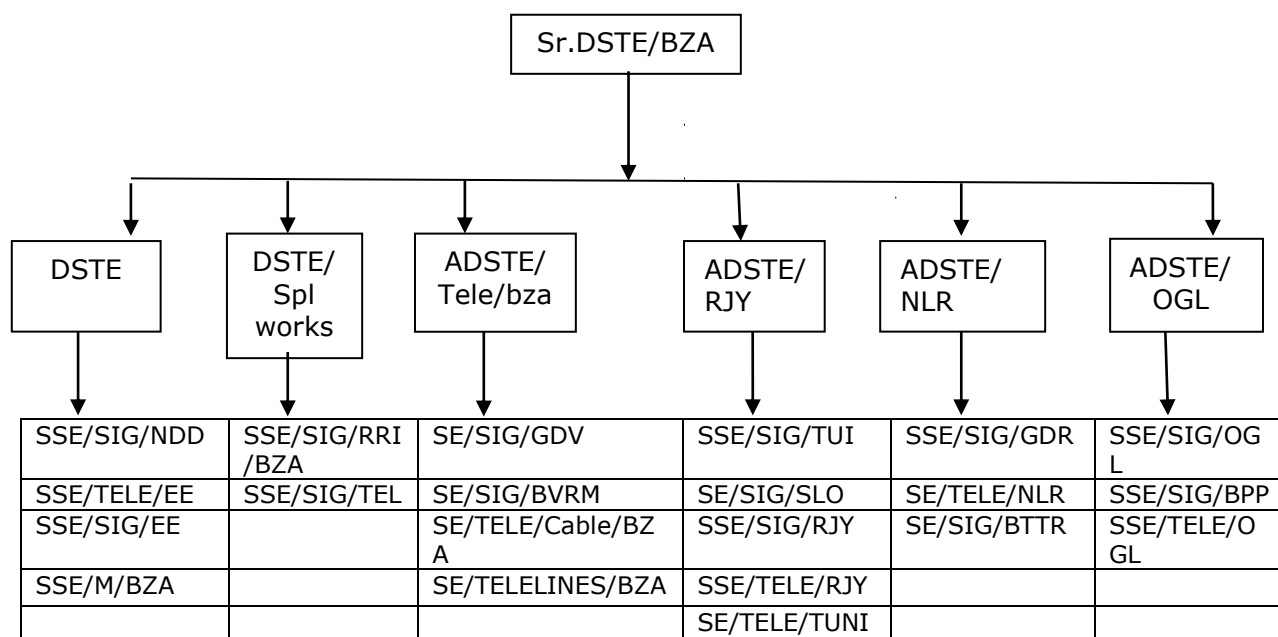 Sr.DSTE/BZA
DSTE
DSTE/
Spl
works
ADSTE/
Tele/bza
ADSTE/
RJY
ADSTE/
NLR
ADSTE/
OGL
SSE/SIG/NDD
SSE/SIG/RRI
/BZA
SE/SIG/GDV
SSE/SIG/TUI
SSE/SIG/GDR
SSE/SIG/OG
L
SSE/TELE/EE
SSE/SIG/TEL
SE/SIG/BVRM
SE/SIG/SLO
SE/TELE/NLR
SSE/SIG/BPP
SSE/SIG/EE
SE/TELE/Cable/BZ
A
SSE/SIG/RJY
SE/SIG/BTTR
SSE/TELE/O
GL
SSE/M/BZA
SE/TELELINES/BZA
SSE/TELE/RJY
SE/TELE/TUNI